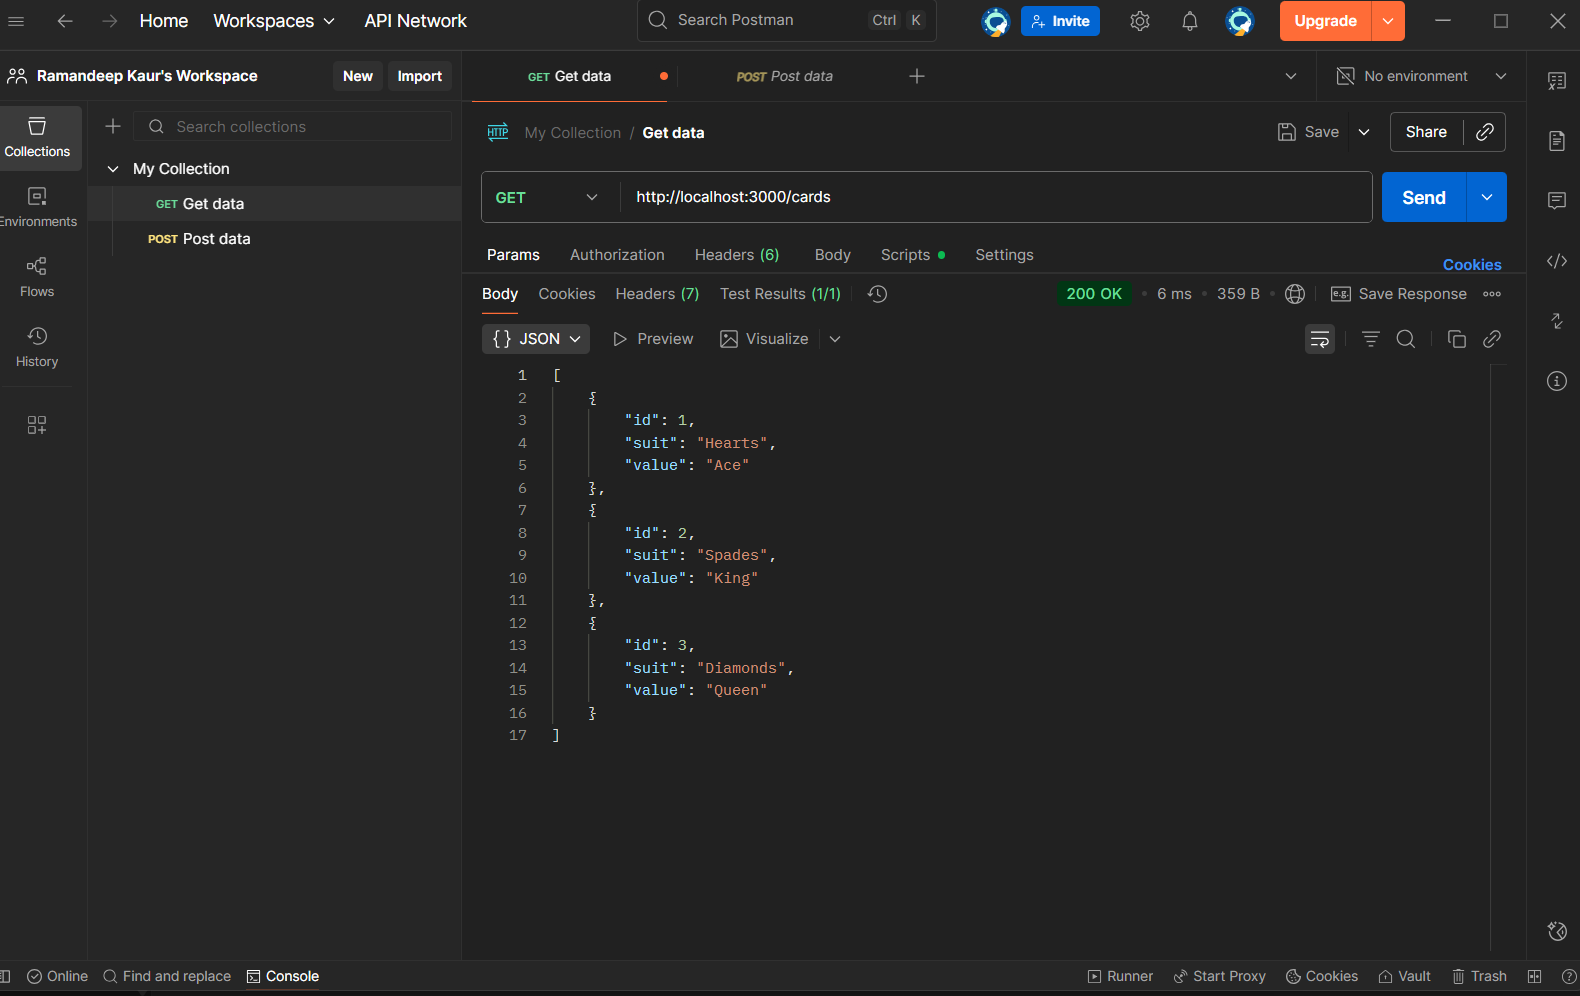 Home Workspaces API Network Search Postman Ctrl K Invite Upgrade
Ramandeep Kaur's Workspace New Import GET Get data POST Post data No environment
Collections
Environments
Flows
History
Search collections
My Collection
GET Get data
POST Post data
HTTP My Collection / Get data Save Share
GET http://localhost:3000/cards Send
Params Authorization Headers (6) Body Scripts Settings Cookies
Body Cookies Headers (7) Test Results (1/1) 200 OK 6 ms 359 B e.g. Save Response
{} JSON Preview Visualize
1 [
2 {
3 "id": 1,
4 "suit": "Hearts",
5 "value": "Ace"
6 },
7 {
8 "id": 2,
9 "suit": "Spades",
10 "value": "King"
11 },
12 {
13 "id": 3,
14 "suit": "Diamonds",
15 "value": "Queen"
16 }
17 ]
Online Find and replace Console Runner Start Proxy Cookies Vault Trash